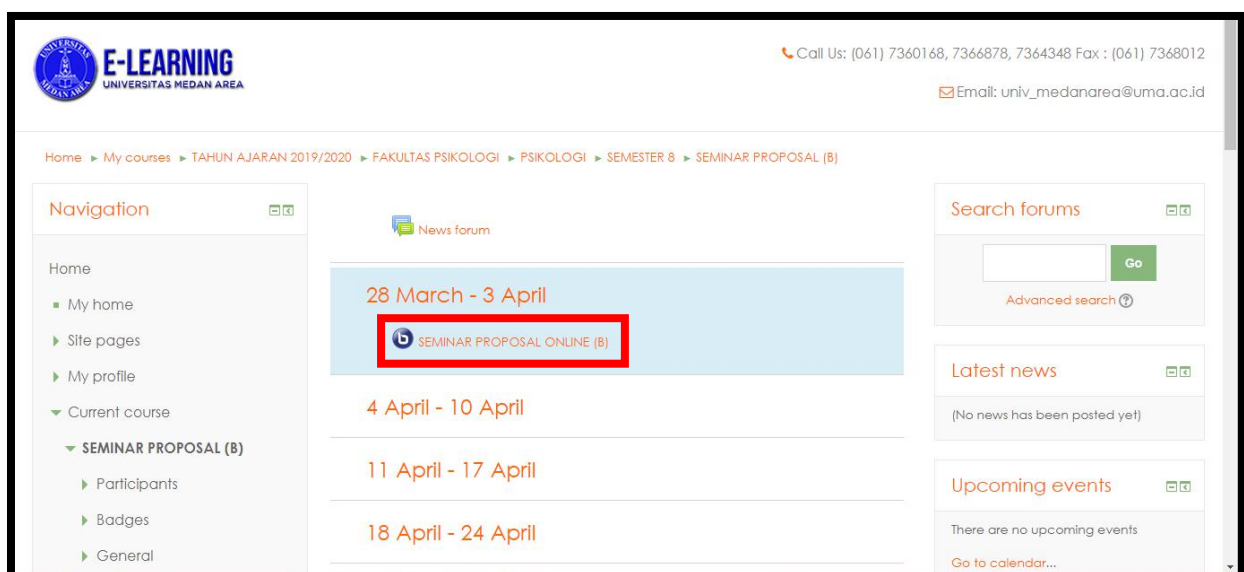 UNIVERSITAS
MEDAN AREA
E-LEARNING
UNIVERSITAS MEDAN AREA
Call Us: (061) 7360168, 7366878, 7364348 Fax : (061) 7368012
Email: univ_medanarea@uma.ac.id
Home ► My courses ► TAHUN AJARAN 2019/2020 ► FAKULTAS PSIKOLOGI ► PSIKOLOGI ► SEMESTER 8 ► SEMINAR PROPOSAL (B)
Navigation
Home
My home
Site pages
My profile
Current course
SEMINAR PROPOSAL (B)
Participants
Badges
General
News forum
28 March - 3 April
b SEMINAR PROPOSAL ONLINE (B)
4 April - 10 April
11 April - 17 April
18 April - 24 April
Search forums
Go
Advanced search ?
Latest news
(No news has been posted yet)
Upcoming events
There are no upcoming events
Go to calendar...